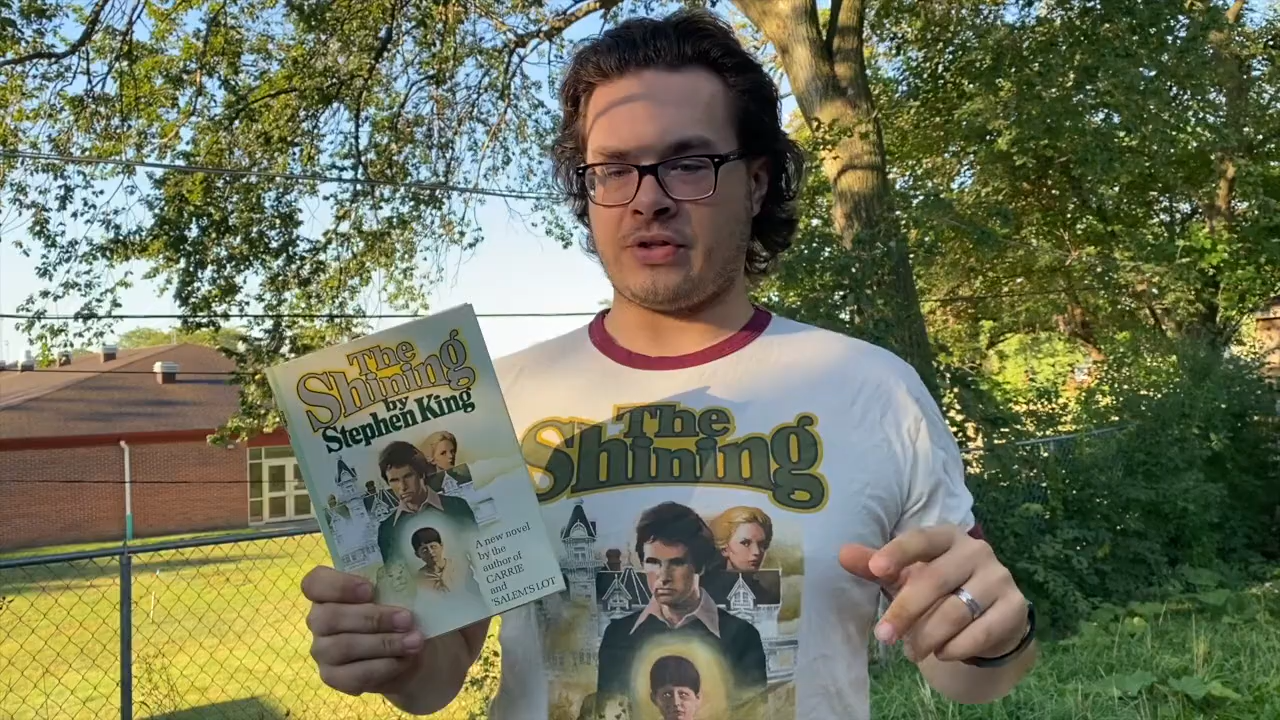 The
Shining
by
Stephen King
A new novel
by the
author of
CARRIE
and
'SALEM'S LOT
The
Shining